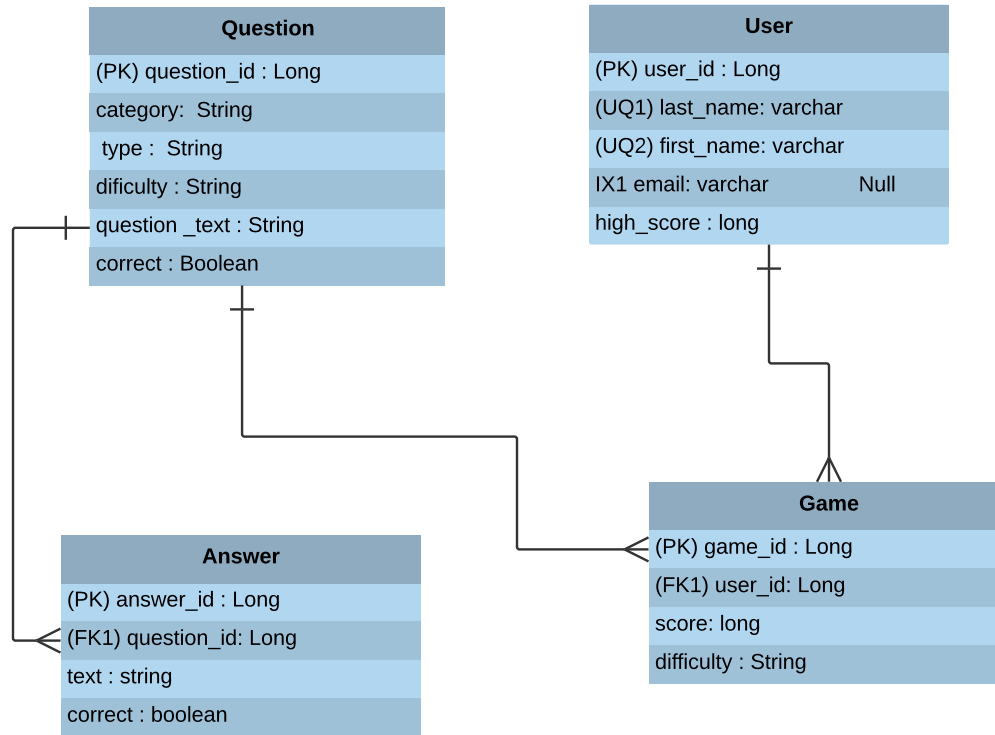 Question
(PK) question_id : Long
category:  String
type :  String
dificulty : String
question _text : String
correct : Boolean
User
(PK) user_id : Long
(UQ1) last_name: varchar
(UQ2) first_name: varchar
IX1 email: varchar Null
high_score : long
Answer
(PK) answer_id : Long
(FK1) question_id: Long
text : string
correct : boolean
Game
(PK) game_id : Long
(FK1) user_id: Long
score: long
difficulty : String